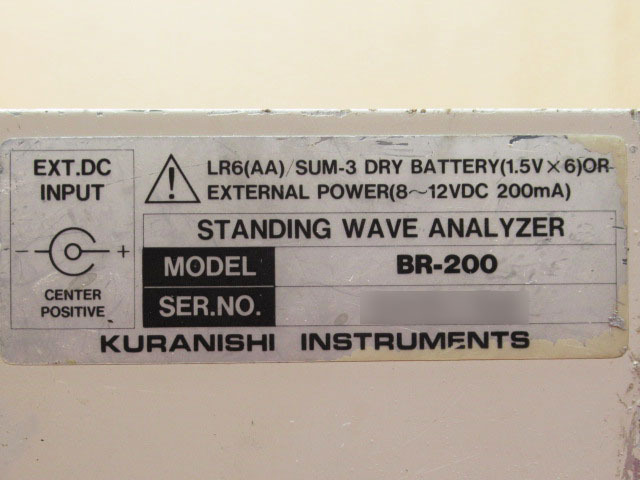 EXT.DC
INPUT
- +
CENTER
POSITIVE
LR6(AA)/SUM-3 DRY BATTERY(1.5V×6)OR
EXTERNAL POWER(8～12VDC 200mA)
STANDING WAVE ANALYZER
MODEL BR-200
SER.NO.
KURANISHI INSTRUMENTS